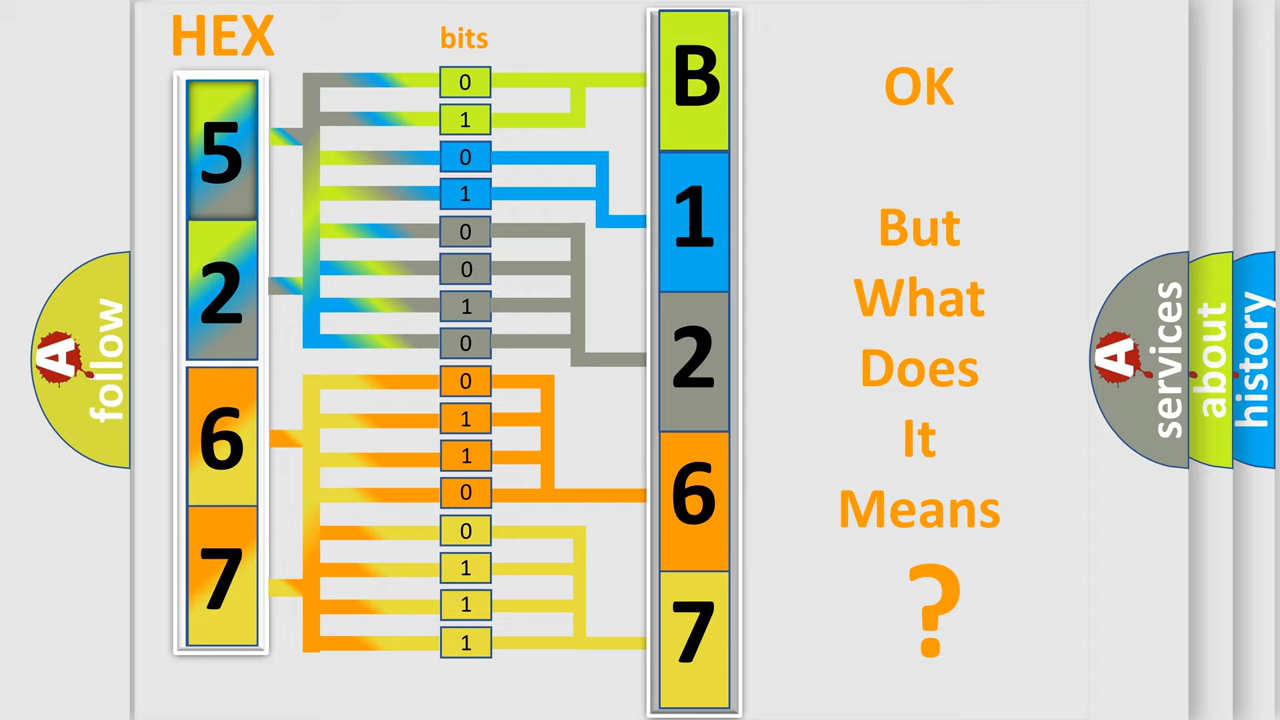 HEX
bits
5
2
6
7
0
1
0
1
0
0
1
0
0
1
1
0
0
1
1
1
B
1
2
6
7
OK
But
What
Does
It
Means
?
A
follow
A
services
about
history